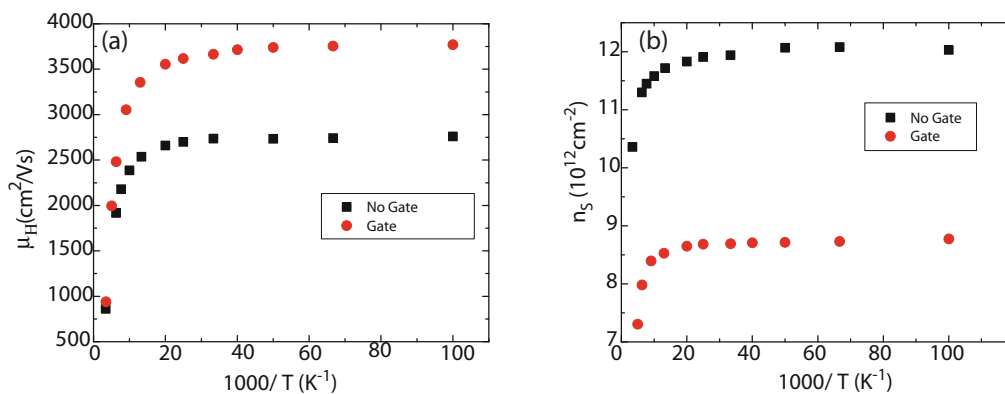 (a)
4000
3500
3000
2500
2000
1500
1000
500
μH(cm²/Vs)
No Gate
Gate
0 20 40 60 80 100
1000/ T (K⁻¹)
(b)
12
11
10
9
8
7
nS (10¹²cm⁻²)
No Gate
Gate
0 20 40 60 80 100
1000/ T (K⁻¹)